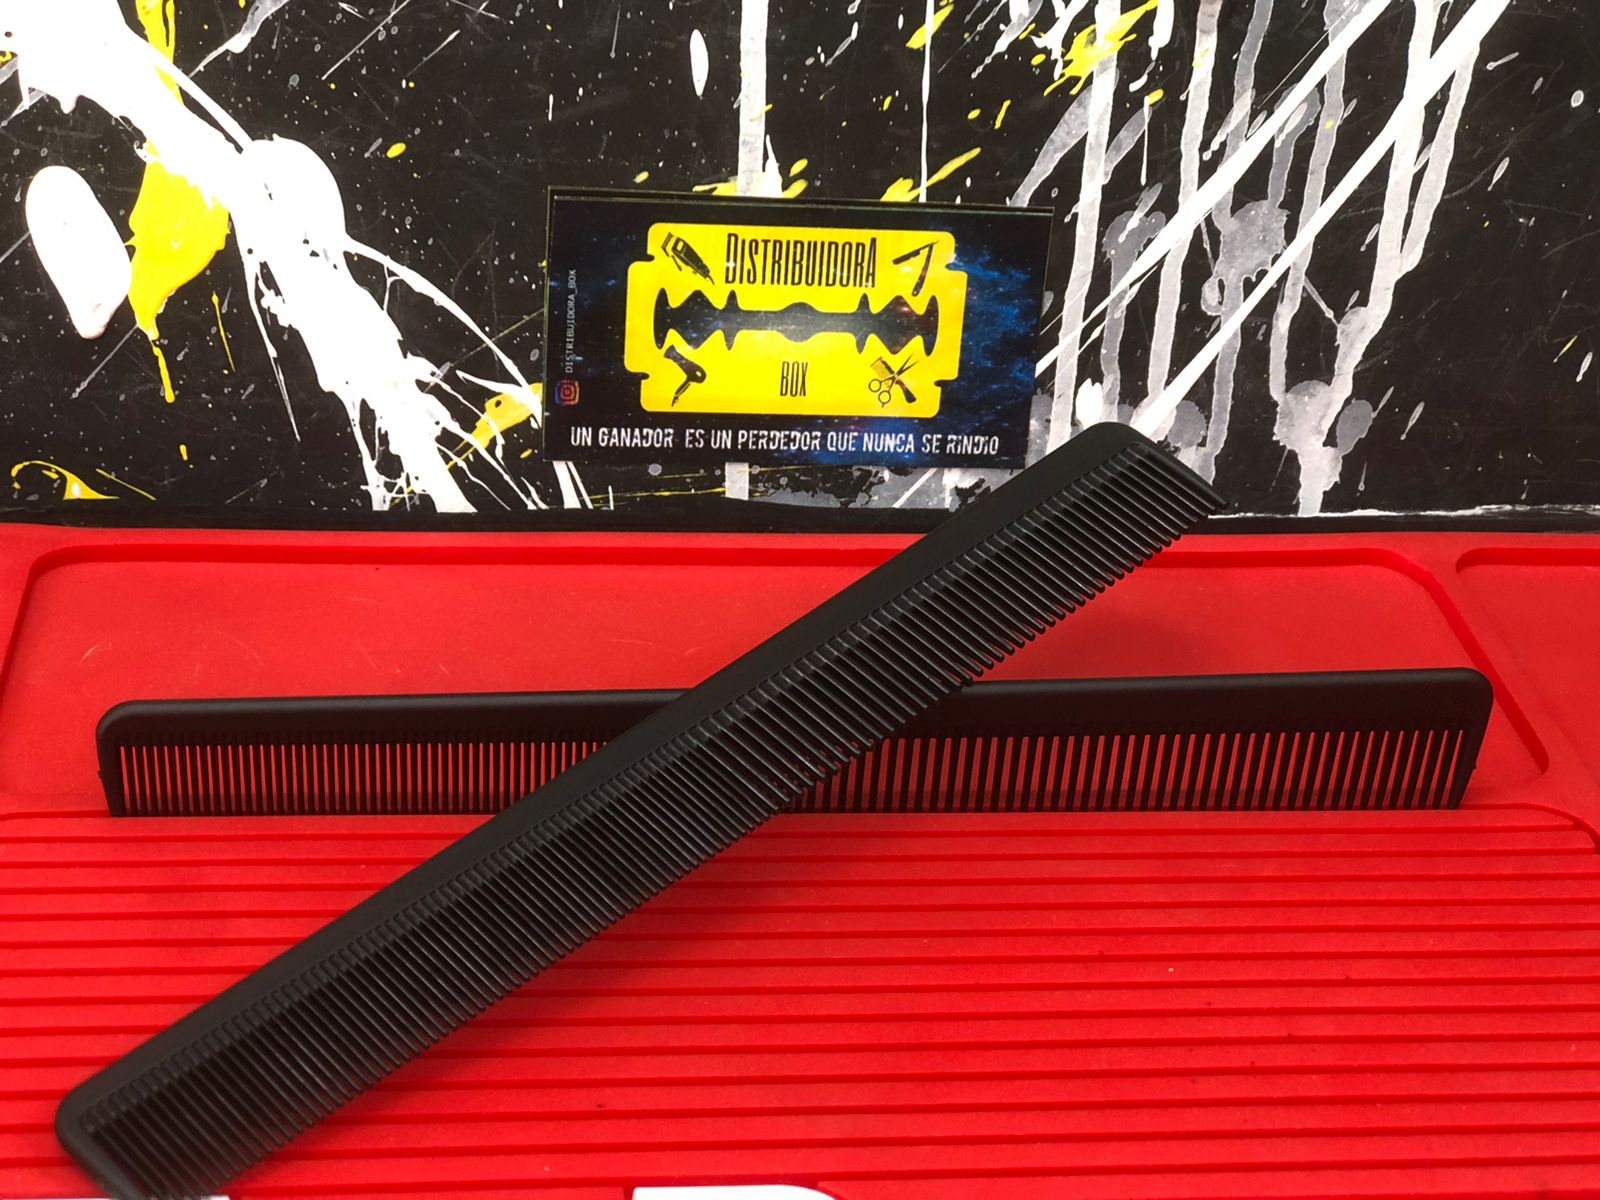 DISTRIBUIDORA
BOX
DISTRIBUIDORA_BOX
UN GANADOR ES UN PERDEDOR QUE NUNCA SE RINDIO